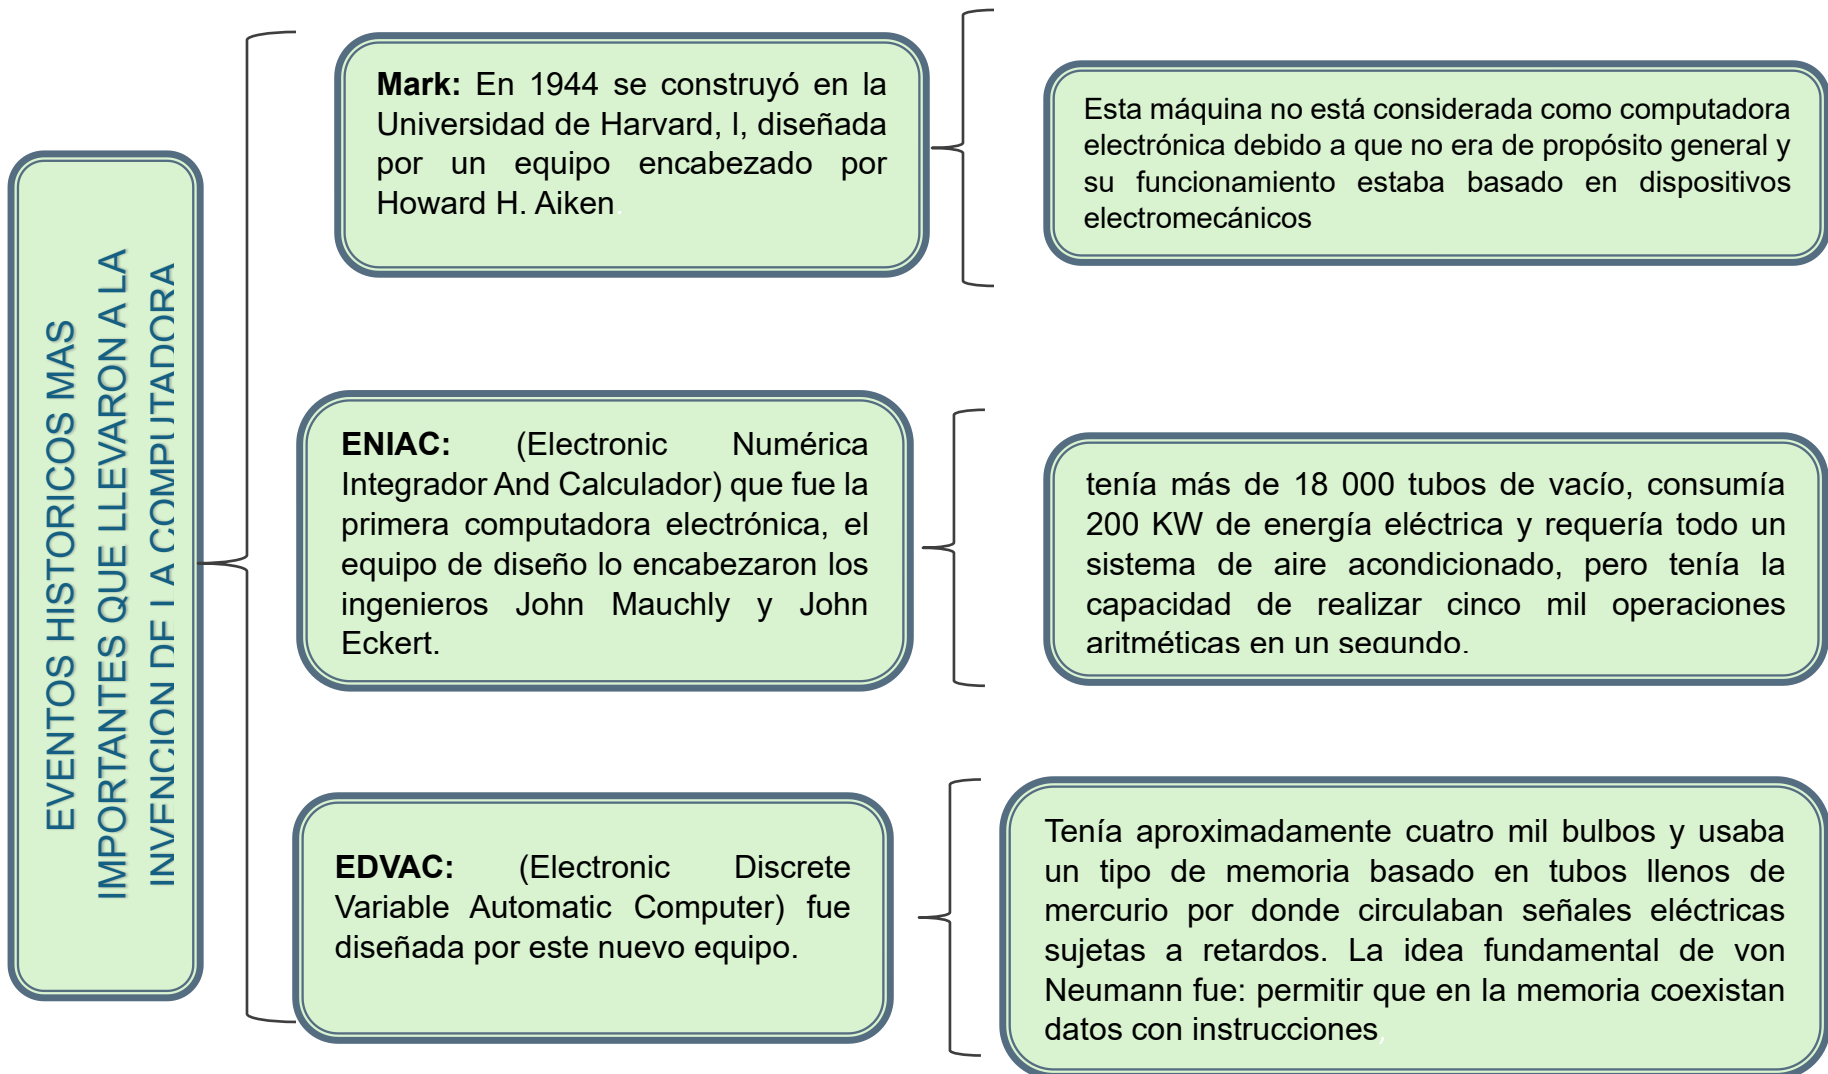 EVENTOS HISTORICOS MAS
IMPORTANTES QUE LLEVARON A LA
INVENCION DE LA COMPUTADORA
Mark: En 1944 se construyó en la
Universidad de Harvard, I, diseñada
por un equipo encabezado por
Howard H. Aiken.
Esta máquina no está considerada como computadora
electrónica debido a que no era de propósito general y
su funcionamiento estaba basado en dispositivos
electromecánicos
ENIAC: (Electronic Numérica
Integrador And Calculador) que fue la
primera computadora electrónica, el
equipo de diseño lo encabezaron los
ingenieros John Mauchly y John
Eckert.
tenía más de 18 000 tubos de vacío, consumía
200 KW de energía eléctrica y requería todo un
sistema de aire acondicionado, pero tenía la
capacidad de realizar cinco mil operaciones
aritméticas en un segundo.
EDVAC: (Electronic Discrete
Variable Automatic Computer) fue
diseñada por este nuevo equipo.
Tenía aproximadamente cuatro mil bulbos y usaba
un tipo de memoria basado en tubos llenos de
mercurio por donde circulaban señales eléctricas
sujetas a retardos. La idea fundamental de von
Neumann fue: permitir que en la memoria coexistan
datos con instrucciones,